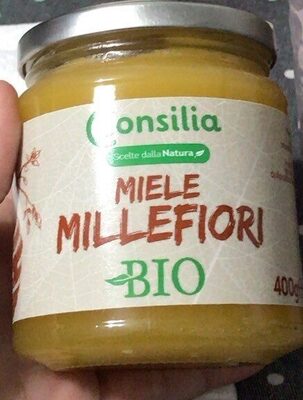 Consilia
Scelte dalla Natura
MIELE
MILLEFIORI
BIO
400g